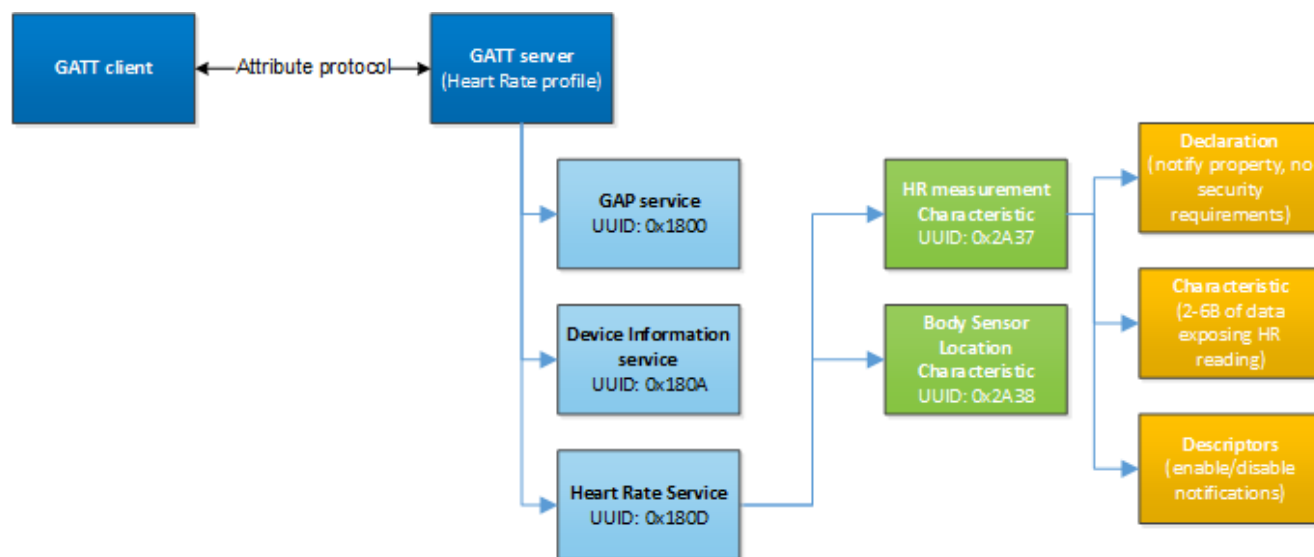 GATT client
Attribute protocol
GATT server
(Heart Rate profile)
GAP service
UUID: 0x1800
Device Information
service
UUID: 0x180A
Heart Rate Service
UUID: 0x180D
HR measurement
Characteristic
UUID: 0x2A37
Body Sensor
Location
Characteristic
UUID: 0x2A38
Declaration
(notify property, no
security
requirements)
Characteristic
(2-6B of data
exposing HR
reading)
Descriptors
(enable/disable
notifications)